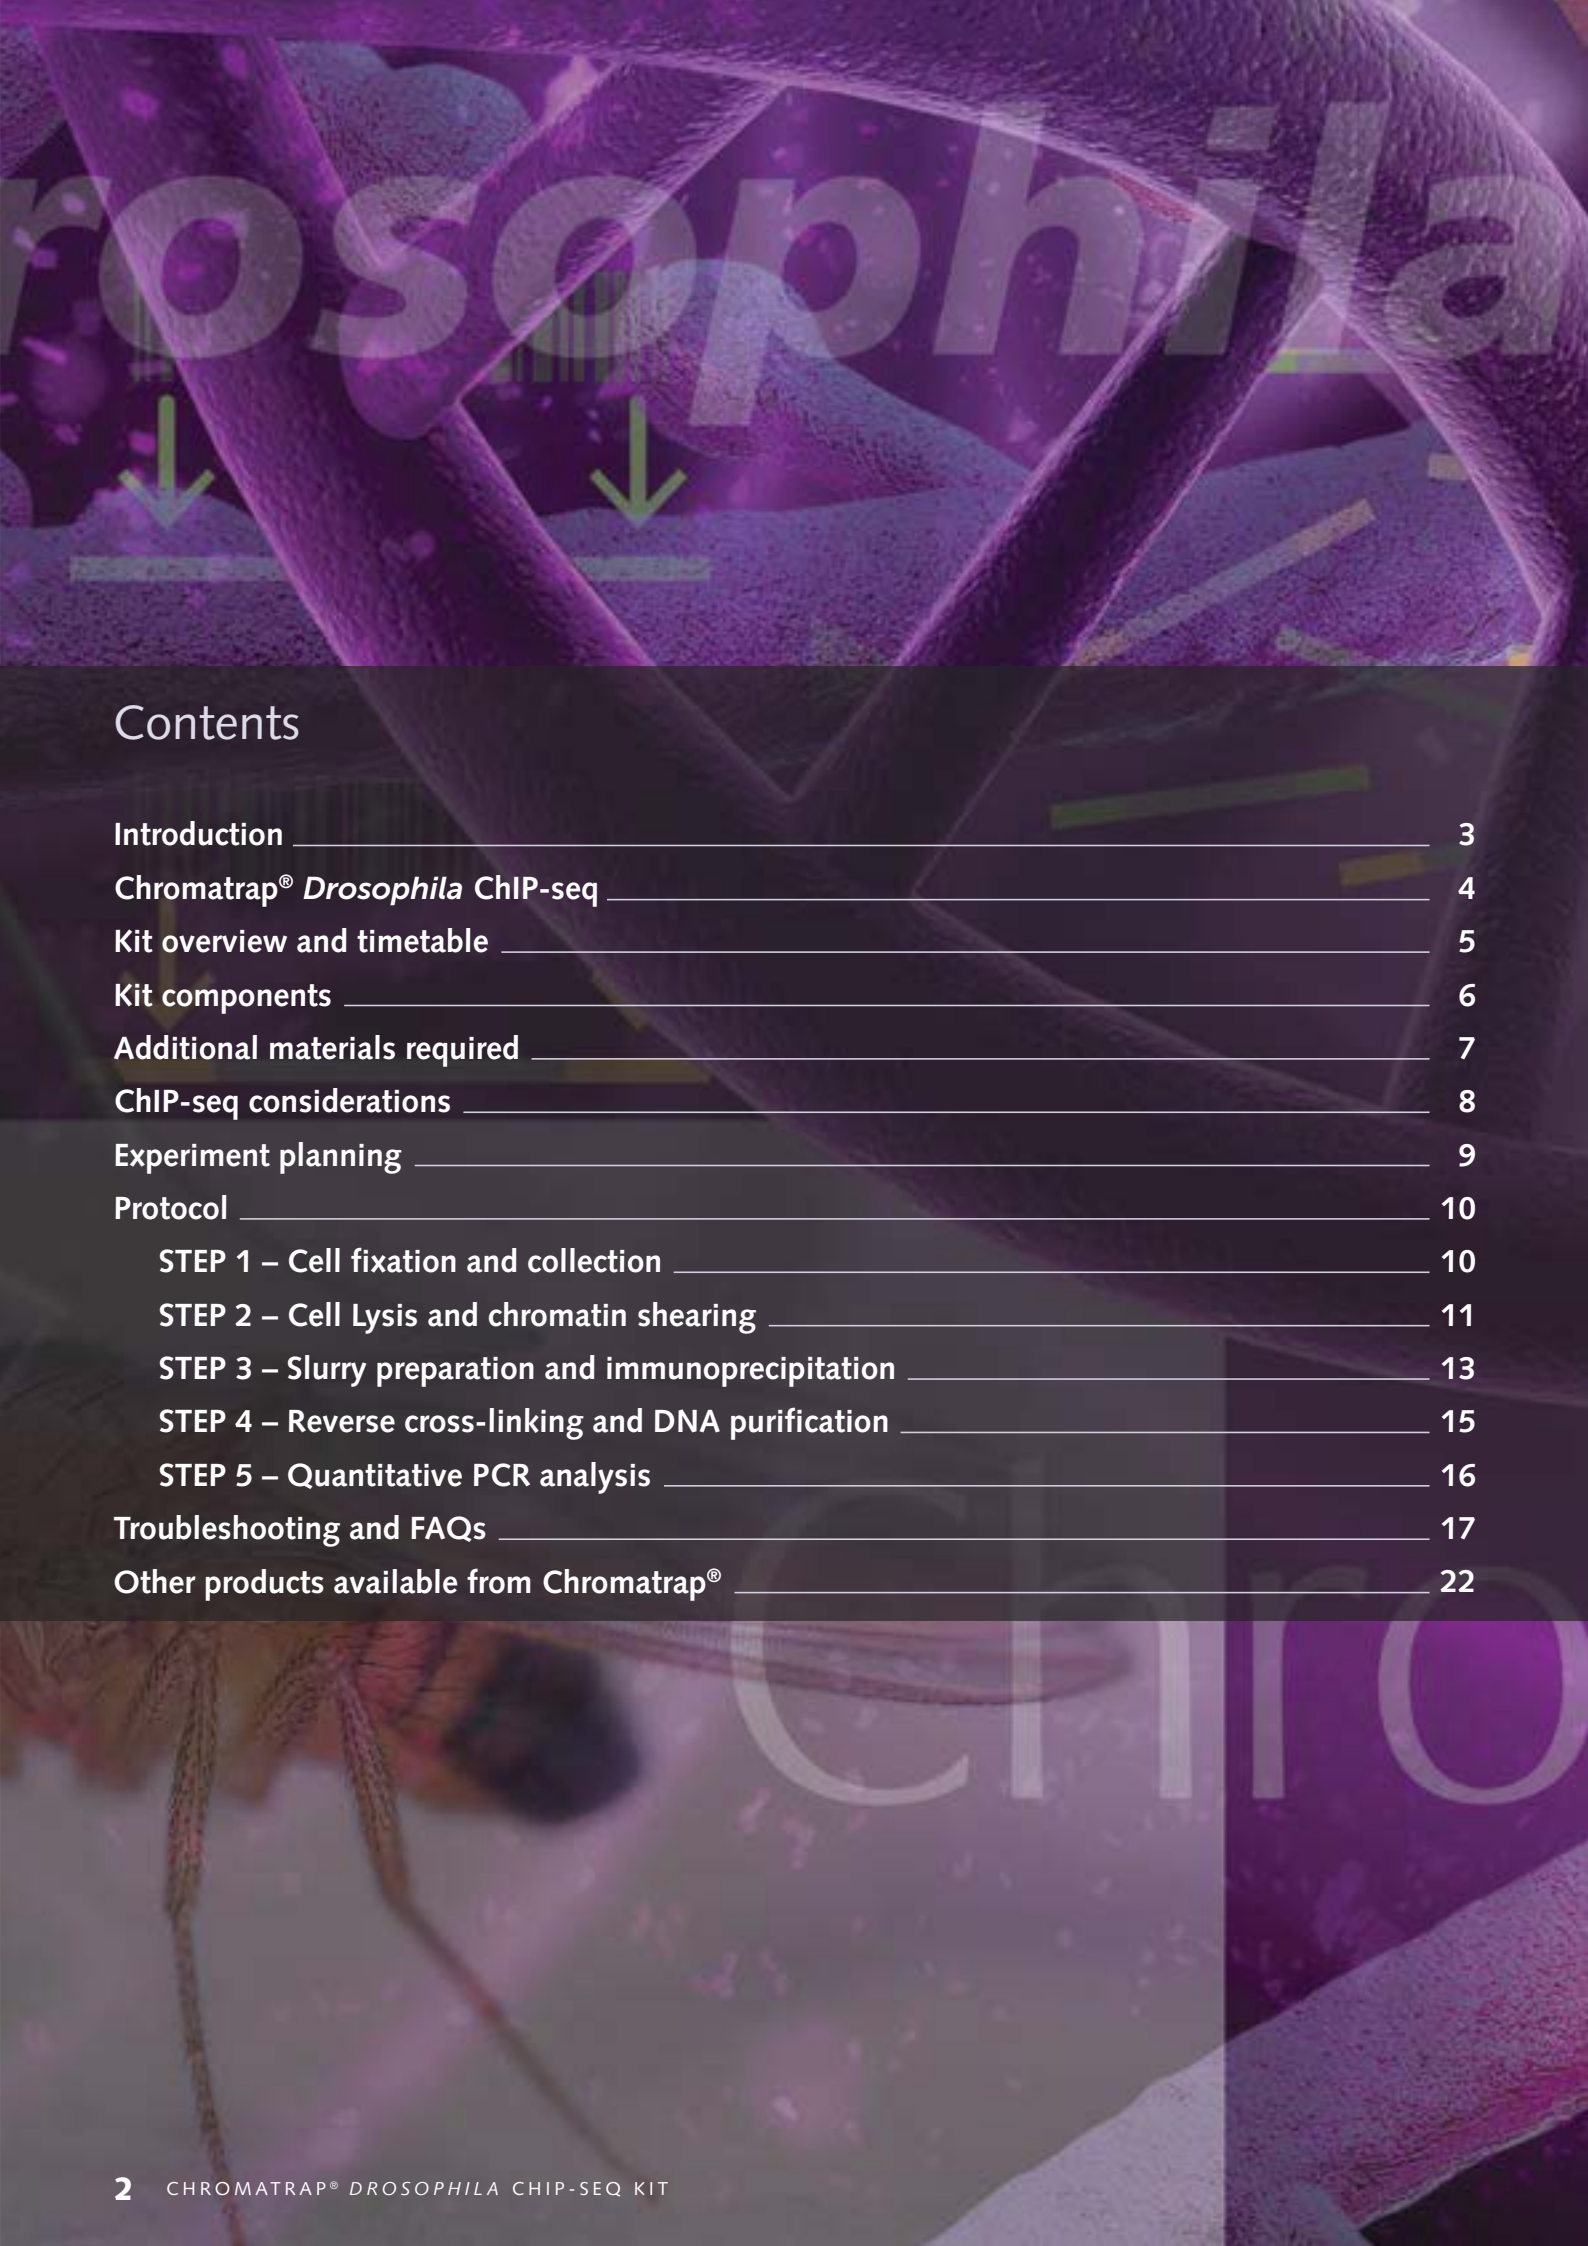 rosophila
Contents
Introduction 3
Chromatrap® Drosophila ChIP-seq 4
Kit overview and timetable 5
Kit components 6
Additional materials required 7
ChIP-seq considerations 8
Experiment planning 9
Protocol 10
STEP 1 – Cell fixation and collection 10
STEP 2 – Cell Lysis and chromatin shearing 11
STEP 3 – Slurry preparation and immunoprecipitation 13
STEP 4 – Reverse cross-linking and DNA purification 15
STEP 5 – Quantitative PCR analysis 16
Troubleshooting and FAQs 17
Other products available from Chromatrap® 22
Chro
2 CHROMATRAP® DROSOPHILA CHIP-SEQ KIT